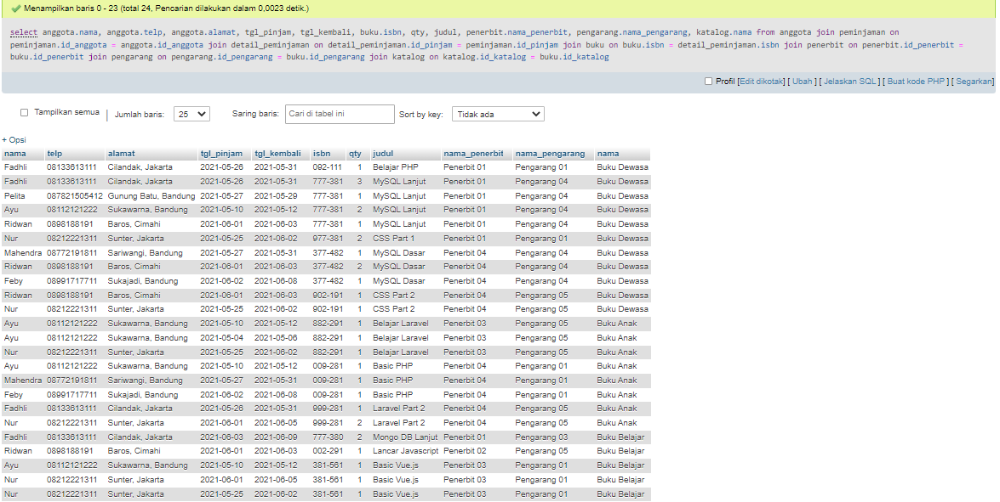 Menampilkan baris 0 - 23 (total 24, Pencarian dilakukan dalam 0,0023 detik.)
select anggota.nama, anggota.telp, anggota.alamat, tgl_pinjam, tgl_kembali, buku.isbn, qty, judul, penerbit.nama_penerbit, pengarang.nama_pengarang, katalog.nama from anggota join peminjaman on
peminjaman.id_anggota = anggota.id_anggota join detail_peminjaman on detail_peminjaman.id_pinjam = peminjaman.id_pinjam join buku on buku.isbn = detail_peminjaman.isbn join penerbit on penerbit.id_penerbit =
buku.id_penerbit join pengarang on pengarang.id_pengarang = buku.id_pengarang join katalog on katalog.id_katalog = buku.id_katalog
Profil [Edit dikotak] [ Ubah ] [ Jelaskan SQL ] [ Buat kode PHP ] [ Segarkan]
Tampilkan semua | Jumlah baris: 25 Saring baris: Cari di tabel ini Sort by key: Tidak ada
+ Opsi
nama telp alamat tgl_pinjam tgl_kembali isbn qty judul nama_penerbit nama_pengarang nama
Fadhli 08133613111 Cilandak, Jakarta 2021-05-26 2021-05-31 092-111 1 Belajar PHP Penerbit 01 Pengarang 01 Buku Dewasa
Fadhli 08133613111 Cilandak, Jakarta 2021-05-26 2021-05-31 777-381 3 MySQL Lanjut Penerbit 01 Pengarang 04 Buku Dewasa
Pelita 087821505412 Gunung Batu, Bandung 2021-05-27 2021-05-29 777-381 1 MySQL Lanjut Penerbit 01 Pengarang 04 Buku Dewasa
Ayu 08112121222 Sukawarna, Bandung 2021-05-10 2021-05-12 777-381 2 MySQL Lanjut Penerbit 01 Pengarang 04 Buku Dewasa
Ridwan 0898188191 Baros, Cimahi 2021-06-01 2021-06-03 777-381 1 MySQL Lanjut Penerbit 01 Pengarang 04 Buku Dewasa
Nur 08212221311 Sunter, Jakarta 2021-05-25 2021-06-02 977-381 2 CSS Part 1 Penerbit 01 Pengarang 01 Buku Dewasa
Mahendra 08772191811 Sariwangi, Bandung 2021-05-27 2021-05-31 377-482 1 MySQL Dasar Penerbit 04 Pengarang 04 Buku Dewasa
Ridwan 0898188191 Baros, Cimahi 2021-06-01 2021-06-03 377-482 2 MySQL Dasar Penerbit 04 Pengarang 04 Buku Dewasa
Feby 08991717711 Sukajadi, Bandung 2021-06-02 2021-06-08 377-482 1 MySQL Dasar Penerbit 04 Pengarang 04 Buku Dewasa
Ridwan 0898188191 Baros, Cimahi 2021-06-01 2021-06-03 902-191 1 CSS Part 2 Penerbit 04 Pengarang 05 Buku Dewasa
Nur 08212221311 Sunter, Jakarta 2021-05-25 2021-06-02 902-191 1 CSS Part 2 Penerbit 04 Pengarang 05 Buku Dewasa
Ayu 08112121222 Sukawarna, Bandung 2021-05-10 2021-05-12 882-291 1 Belajar Laravel Penerbit 03 Pengarang 05 Buku Anak
Ayu 08112121222 Sukawarna, Bandung 2021-05-04 2021-05-06 882-291 1 Belajar Laravel Penerbit 03 Pengarang 05 Buku Anak
Nur 08212221311 Sunter, Jakarta 2021-05-25 2021-06-02 882-291 1 Belajar Laravel Penerbit 03 Pengarang 05 Buku Anak
Ayu 08112121222 Sukawarna, Bandung 2021-05-10 2021-05-12 009-281 1 Basic PHP Penerbit 04 Pengarang 01 Buku Anak
Mahendra 08772191811 Sariwangi, Bandung 2021-05-27 2021-05-31 009-281 1 Basic PHP Penerbit 04 Pengarang 01 Buku Anak
Feby 08991717711 Sukajadi, Bandung 2021-06-02 2021-06-08 009-281 1 Basic PHP Penerbit 04 Pengarang 01 Buku Anak
Fadhli 08133613111 Cilandak, Jakarta 2021-05-26 2021-05-31 999-281 1 Laravel Part 2 Penerbit 04 Pengarang 05 Buku Anak
Nur 08212221311 Sunter, Jakarta 2021-06-01 2021-06-05 999-281 2 Laravel Part 2 Penerbit 04 Pengarang 05 Buku Anak
Fadhli 08133613111 Cilandak, Jakarta 2021-06-03 2021-06-09 777-380 2 Mongo DB Lanjut Penerbit 01 Pengarang 03 Buku Belajar
Ridwan 0898188191 Baros, Cimahi 2021-06-01 2021-06-03 002-291 1 Lancar Javascript Penerbit 02 Pengarang 05 Buku Belajar
Ayu 08112121222 Sukawarna, Bandung 2021-05-10 2021-05-12 381-561 1 Basic Vue.js Penerbit 03 Pengarang 01 Buku Belajar
Nur 08212221311 Sunter, Jakarta 2021-06-01 2021-06-05 381-561 1 Basic Vue.js Penerbit 03 Pengarang 01 Buku Belajar
Nur 08212221311 Sunter, Jakarta 2021-05-25 2021-06-02 381-561 1 Basic Vue.js Penerbit 03 Pengarang 01 Buku Belajar